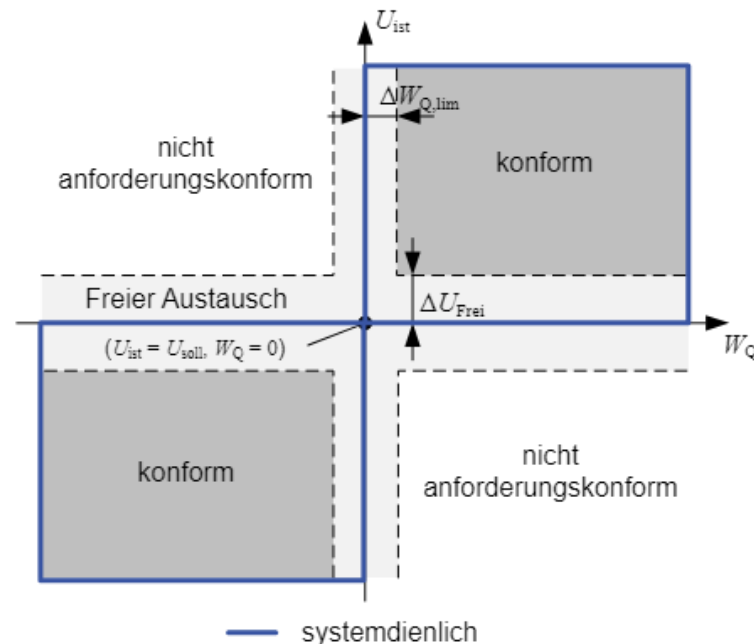 U_ist
ΔW_Q,lim
nicht
anforderungskonform
konform
Freier Austausch
ΔU_Frei
(U_ist = U_soll, W_Q = 0)
W_Q
konform
nicht
anforderungskonform
systemdienlich